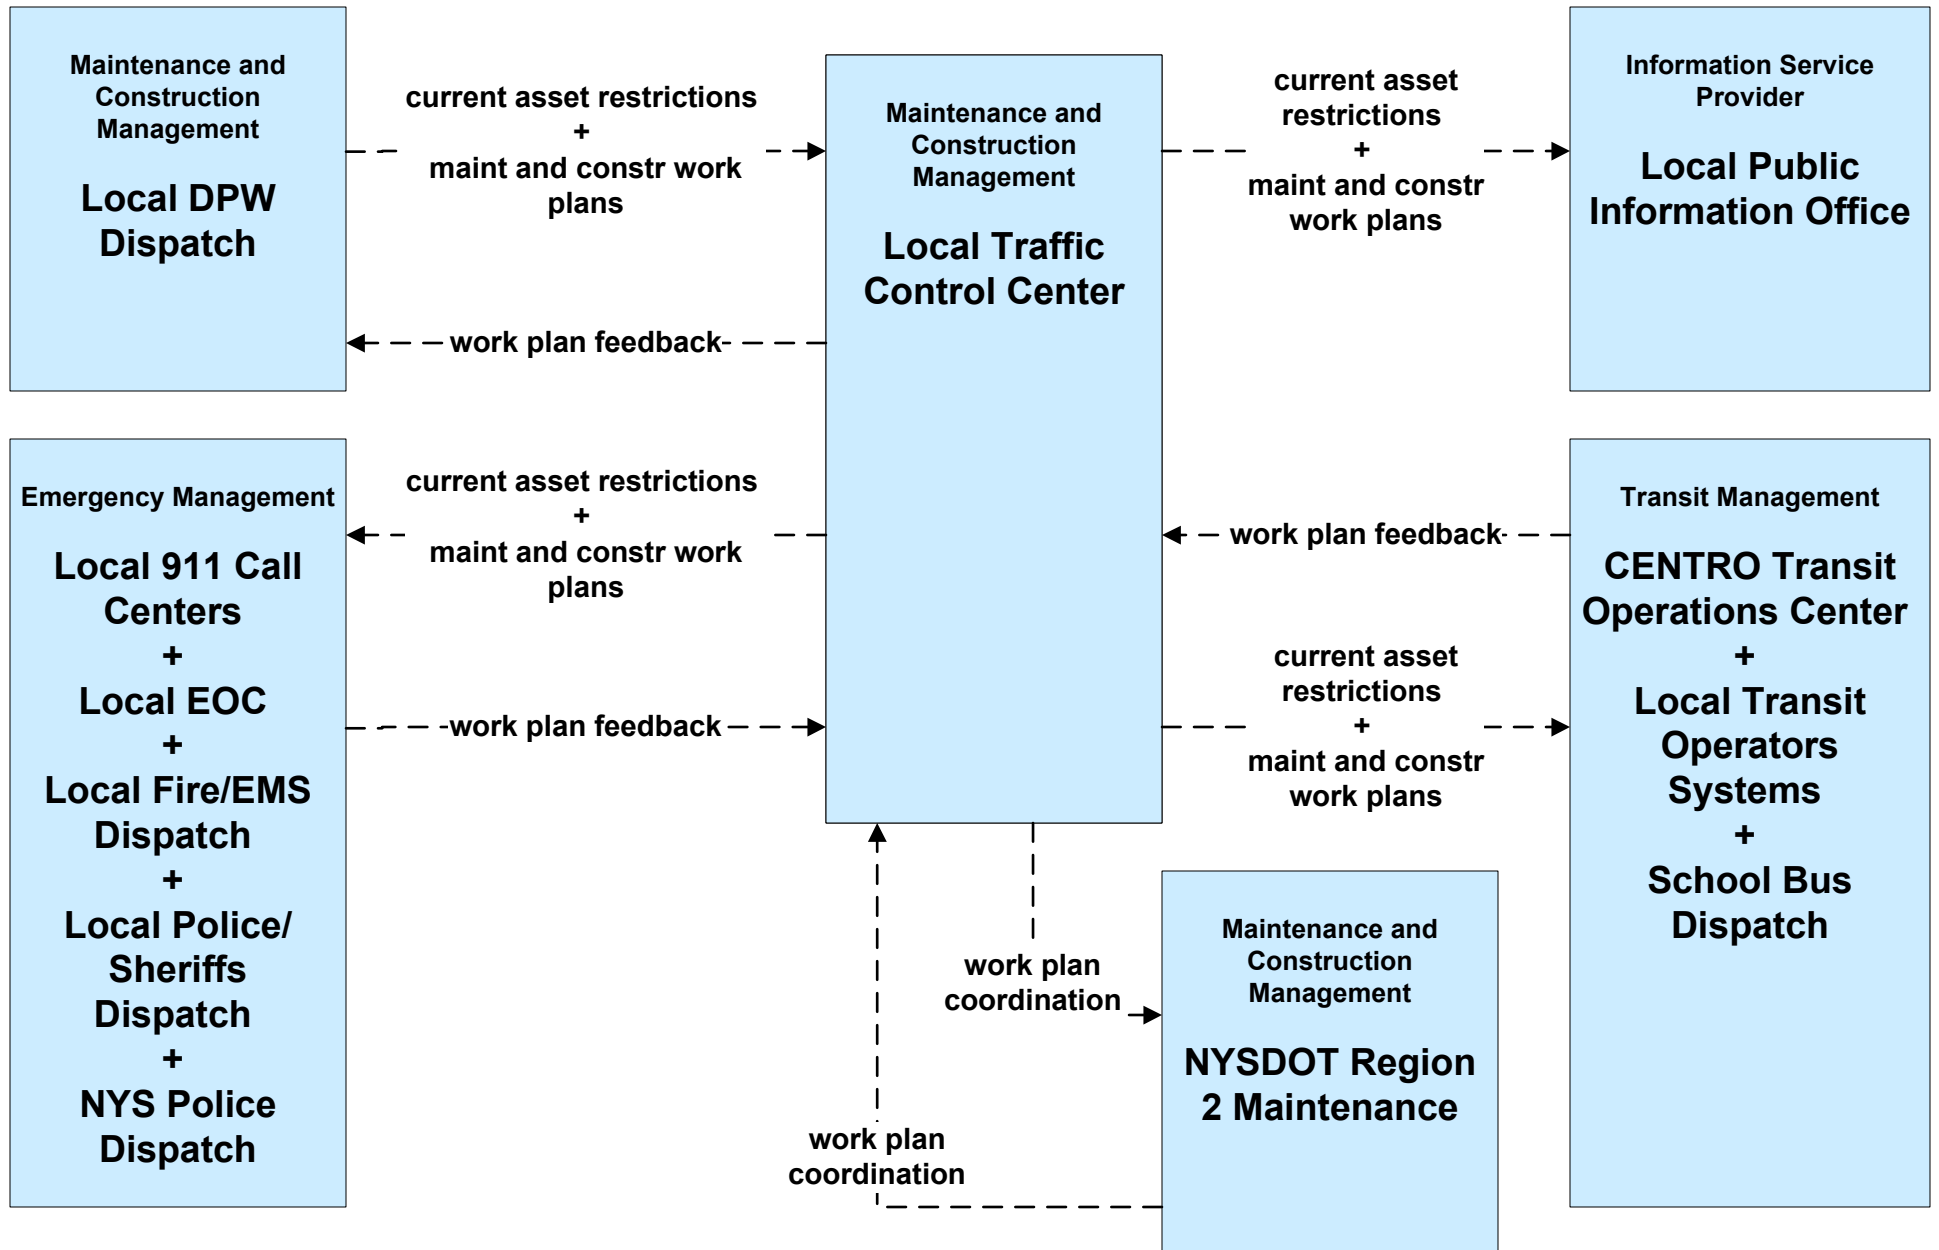 Maintenance and
Construction
Management
Local DPW
Dispatch
current asset restrictions
+
maint and constr work
plans
work plan feedback
Maintenance and
Construction
Management
Local Traffic
Control Center
current asset
restrictions
+
maint and constr
work plans
Information Service
Provider
Local Public
Information Office
Emergency Management
Local 911 Call
Centers
+
Local EOC
+
Local Fire/EMS
Dispatch
+
Local Police/
Sheriffs
Dispatch
+
NYS Police
Dispatch
current asset restrictions
+
maint and constr work
plans
work plan feedback
work plan feedback
current asset
restrictions
+
maint and constr
work plans
Transit Management
CENTRO Transit
Operations Center
+
Local Transit
Operators
Systems
+
School Bus
Dispatch
work plan
coordination
Maintenance and
Construction
Management
NYSDOT Region
2 Maintenance
work plan
coordination